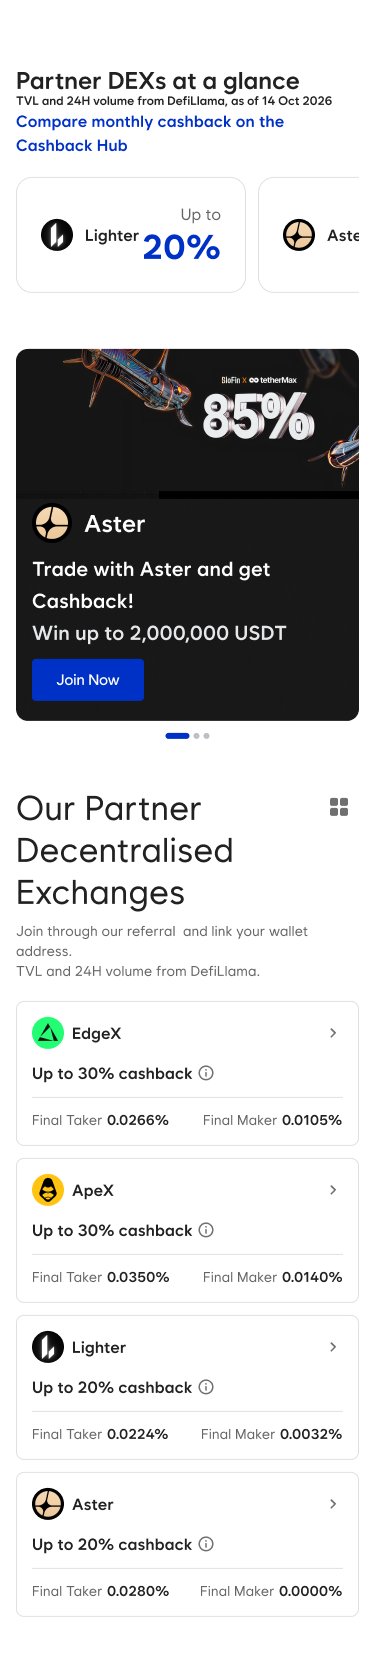 Partner DEXs at a glance
TVL and 24H volume from DefiLlama, as of 14 Oct 2026
Compare monthly cashback on the
Cashback Hub
Up to
Lighter 20%
Aste
BloFin X tetherMax
85%
Aster
Trade with Aster and get
Cashback!
Win up to 2,000,000 USDT
Join Now
Our Partner
Decentralised
Exchanges
Join through our referral and link your wallet
address.
TVL and 24H volume from DefiLlama.
EdgeX
Up to 30% cashback
Final Taker 0.0266% Final Maker 0.0105%
ApeX
Up to 30% cashback
Final Taker 0.0350% Final Maker 0.0140%
Lighter
Up to 20% cashback
Final Taker 0.0224% Final Maker 0.0032%
Aster
Up to 20% cashback
Final Taker 0.0280% Final Maker 0.0000%